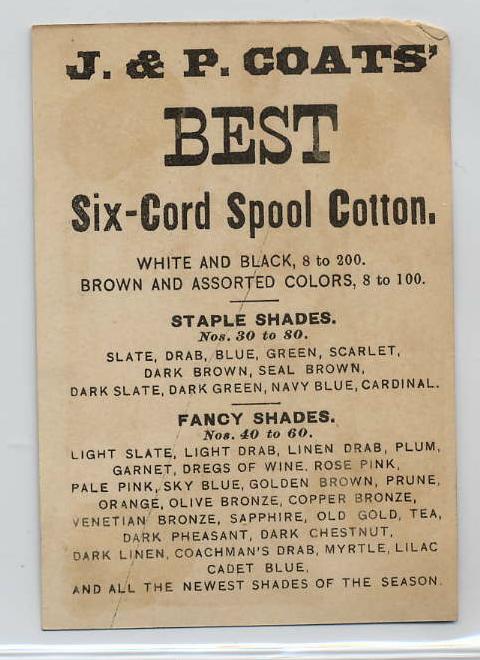 J. & P. COATS'
BEST
Six-Cord Spool Cotton.
WHITE AND BLACK, 8 to 200.
BROWN AND ASSORTED COLORS, 8 to 100.
STAPLE SHADES.
Nos. 30 to 80.
SLATE, DRAB, BLUE, GREEN, SCARLET,
DARK BROWN, SEAL BROWN,
DARK SLATE, DARK GREEN, NAVY BLUE, CARDINAL.
FANCY SHADES.
Nos. 40 to 60.
LIGHT SLATE, LIGHT DRAB, LINEN DRAB, PLUM,
GARNET, DREGS OF WINE, ROSE PINK,
PALE PINK, SKY BLUE, GOLDEN BROWN, PRUNE,
ORANGE, OLIVE BRONZE, COPPER BRONZE,
VENETIAN BRONZE, SAPPHIRE, OLD GOLD, TEA,
DARK PHEASANT, DARK CHESTNUT,
DARK LINEN, COACHMAN'S DRAB, MYRTLE, LILAC
CADET BLUE,
AND ALL THE NEWEST SHADES OF THE SEASON.